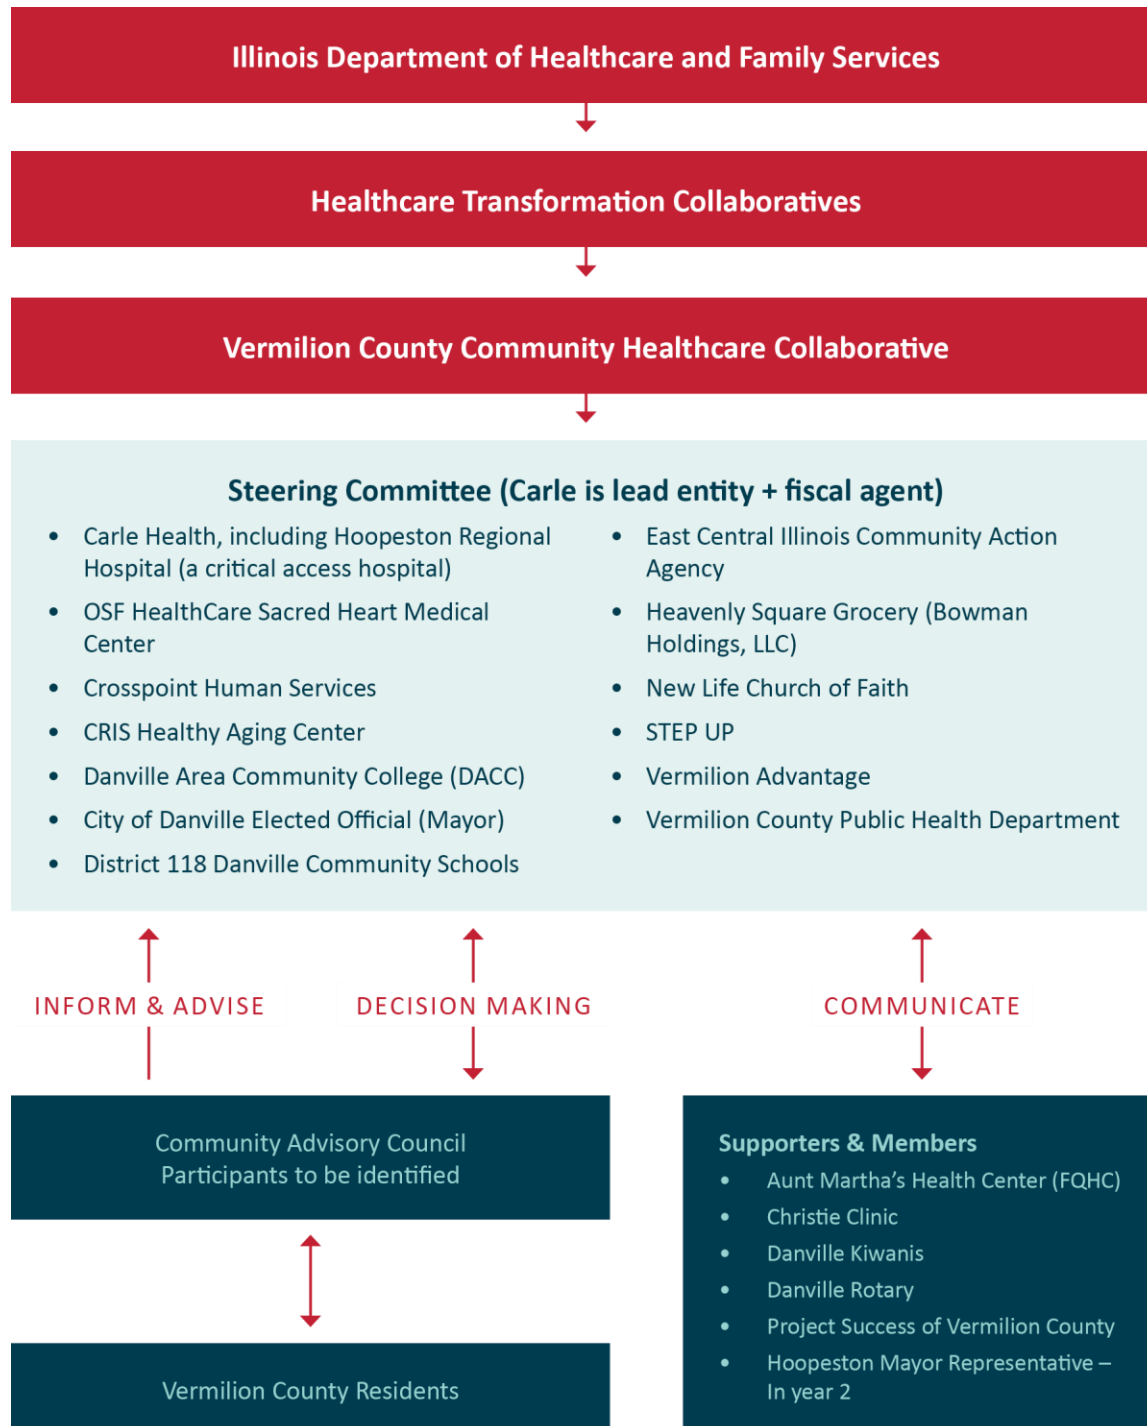 Illinois Department of Healthcare and Family Services
Healthcare Transformation Collaboratives
Vermilion County Community Healthcare Collaborative
Steering Committee (Carle is lead entity + fiscal agent)
• Carle Health, including Hoopeston Regional
Hospital (a critical access hospital)
• OSF HealthCare Sacred Heart Medical
Center
• Crosspoint Human Services
• CRIS Healthy Aging Center
• Danville Area Community College (DACC)
• City of Danville Elected Official (Mayor)
• District 118 Danville Community Schools
• East Central Illinois Community Action
Agency
• Heavenly Square Grocery (Bowman
Holdings, LLC)
• New Life Church of Faith
• STEP UP
• Vermilion Advantage
• Vermilion County Public Health Department
INFORM & ADVISE
DECISION MAKING
COMMUNICATE
Community Advisory Council
Participants to be identified
Vermilion County Residents
Supporters & Members
• Aunt Martha’s Health Center (FQHC)
• Christie Clinic
• Danville Kiwanis
• Danville Rotary
• Project Success of Vermilion County
• Hoopeston Mayor Representative –
In year 2